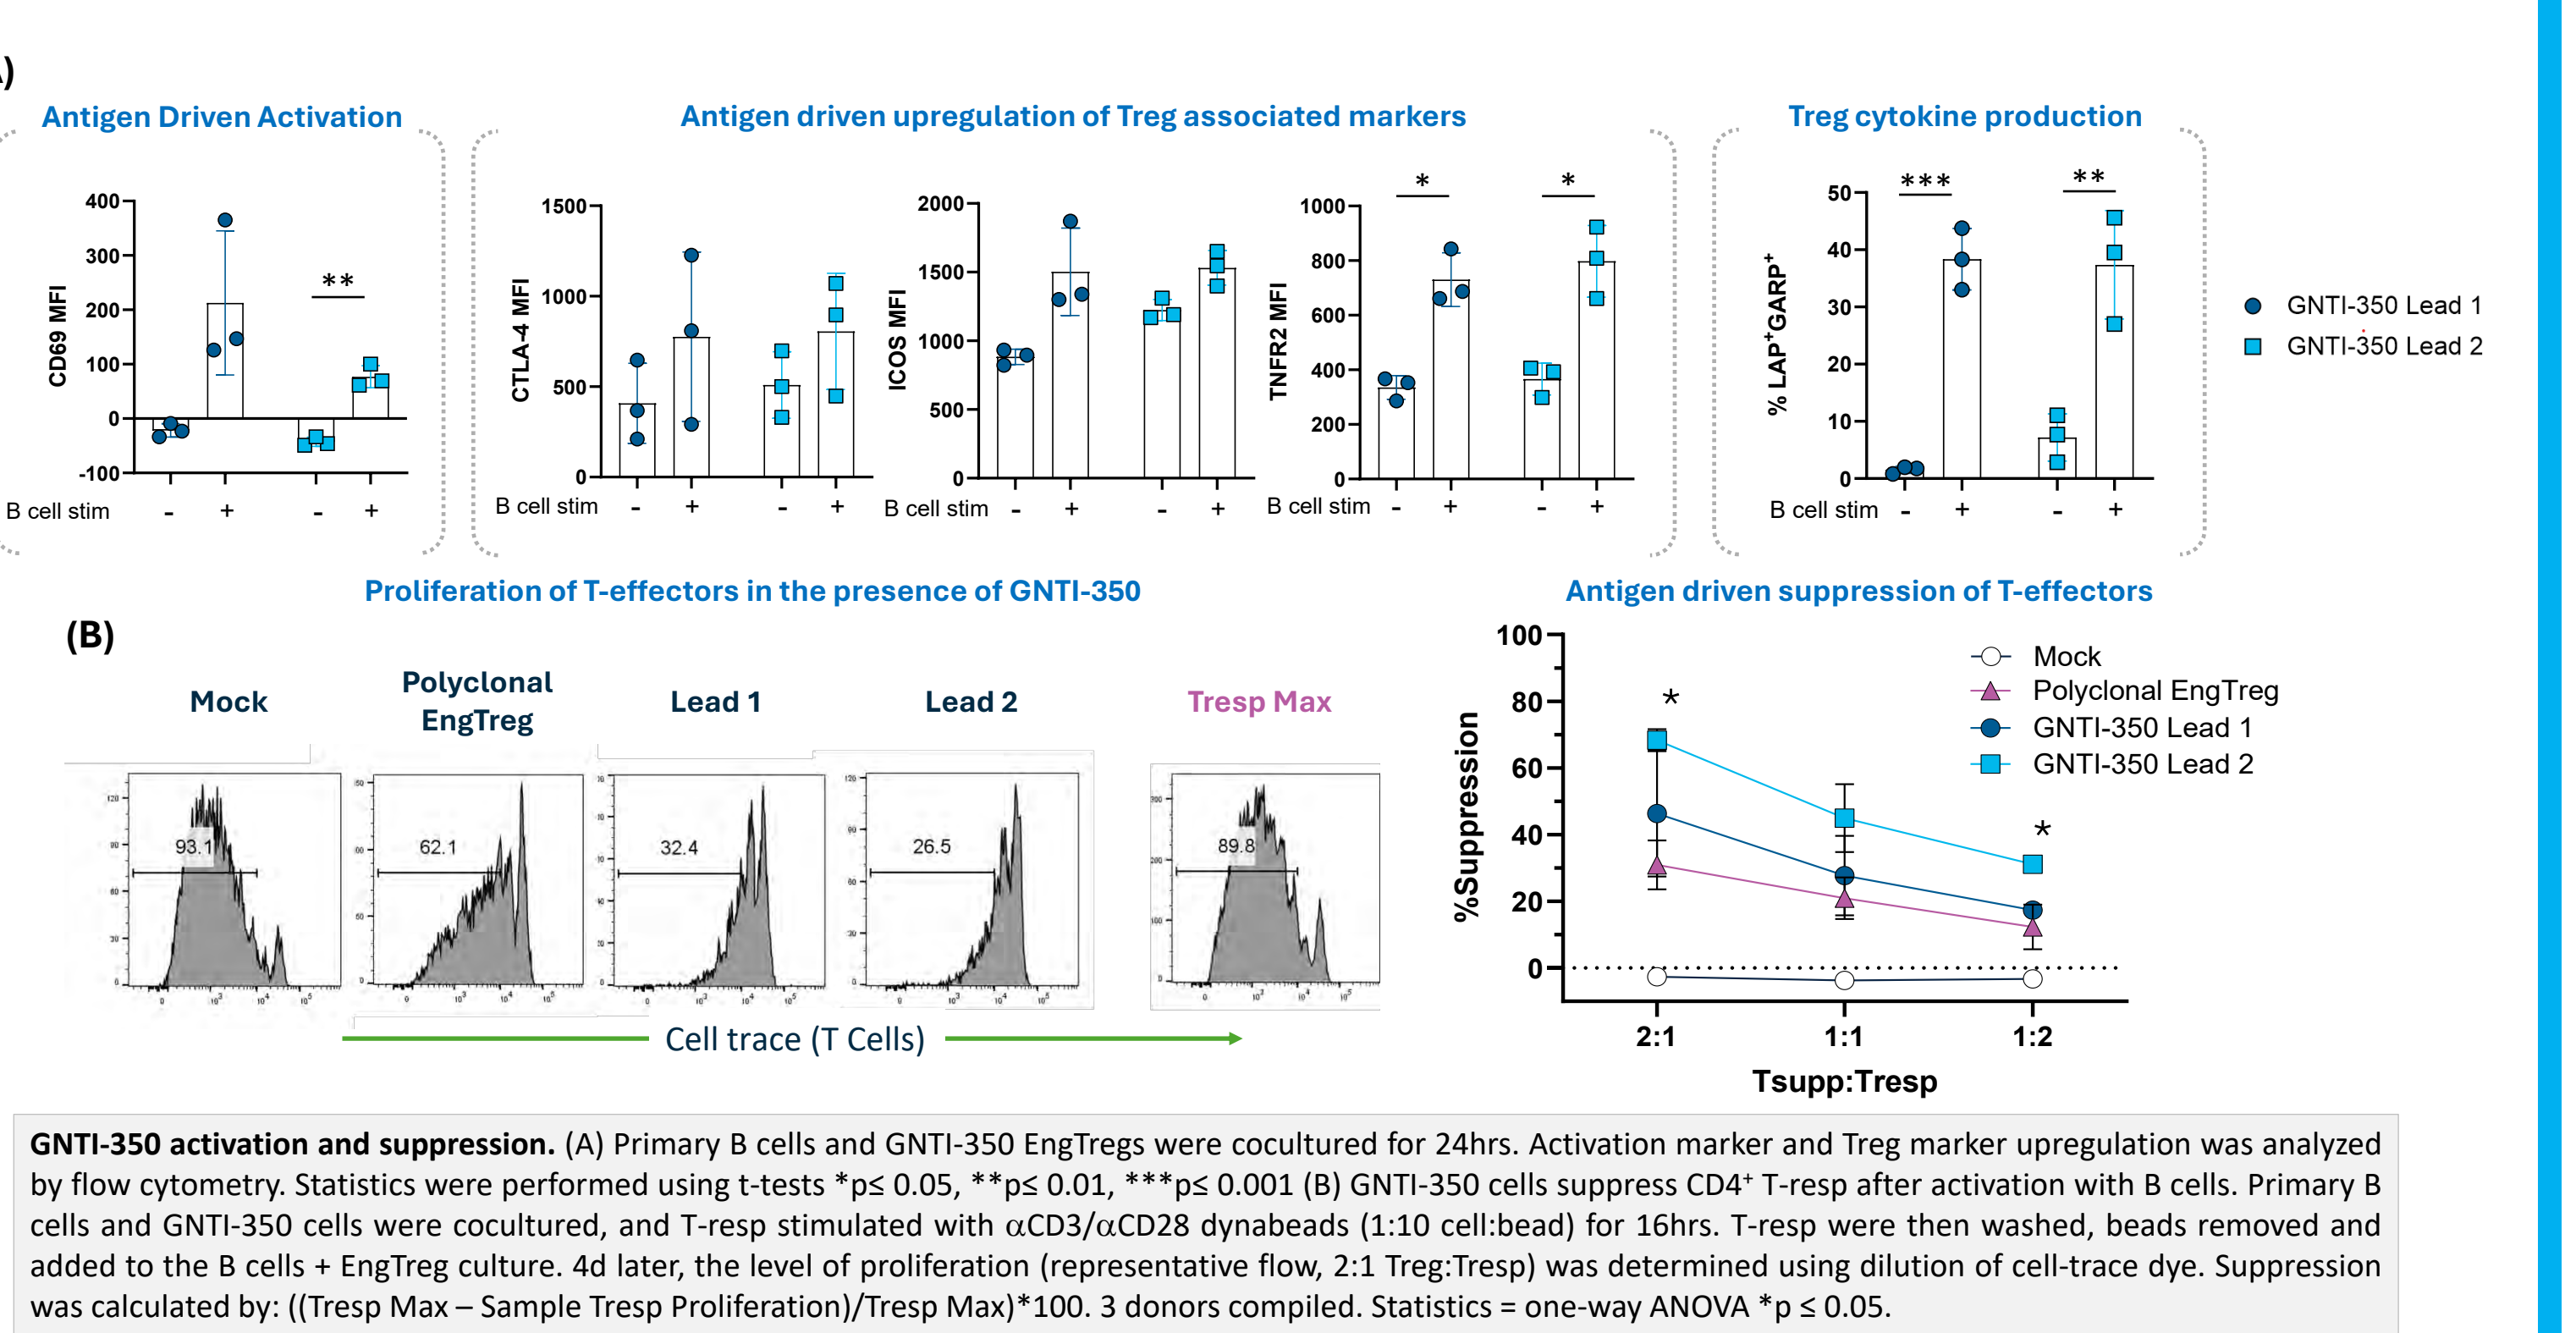 )
Antigen Driven Activation
Antigen driven upregulation of Treg associated markers
Treg cytokine production
400
300
200
100
0
-100
CD69 MFI
**
B cell stim - + - +
1500
1000
500
0
CTLA-4 MFI
B cell stim - + - +
2000
1500
1000
500
0
ICOS MFI
B cell stim - + - +
1000
800
600
400
200
0
TNFR2 MFI
* *
B cell stim - + - +
50
40
30
20
10
0
% LAP⁺GARP⁺
*** **
B cell stim - + - +
GNTI-350 Lead 1
GNTI-350 Lead 2
Proliferation of T-effectors in the presence of GNTI-350
Antigen driven suppression of T-effectors
(B)
Mock
Polyclonal
EngTreg
Lead 1
Lead 2
Tresp Max
93.1
62.1
32.4
26.5
89.8
Cell trace (T Cells)
100
80
60
40
20
0
%Suppression
*
*
Mock
Polyclonal EngTreg
GNTI-350 Lead 1
GNTI-350 Lead 2
2:1 1:1 1:2
Tsupp:Tresp
GNTI-350 activation and suppression. (A) Primary B cells and GNTI-350 EngTregs were cocultured for 24hrs. Activation marker and Treg marker upregulation was analyzed
by flow cytometry. Statistics were performed using t-tests *p≤ 0.05, **p≤ 0.01, ***p≤ 0.001 (B) GNTI-350 cells suppress CD4⁺ T-resp after activation with B cells. Primary B
cells and GNTI-350 cells were cocultured, and T-resp stimulated with αCD3/αCD28 dynabeads (1:10 cell:bead) for 16hrs. T-resp were then washed, beads removed and
added to the B cells + EngTreg culture. 4d later, the level of proliferation (representative flow, 2:1 Treg:Tresp) was determined using dilution of cell-trace dye. Suppression
was calculated by: ((Tresp Max – Sample Tresp Proliferation)/Tresp Max)*100. 3 donors compiled. Statistics = one-way ANOVA *p ≤ 0.05.